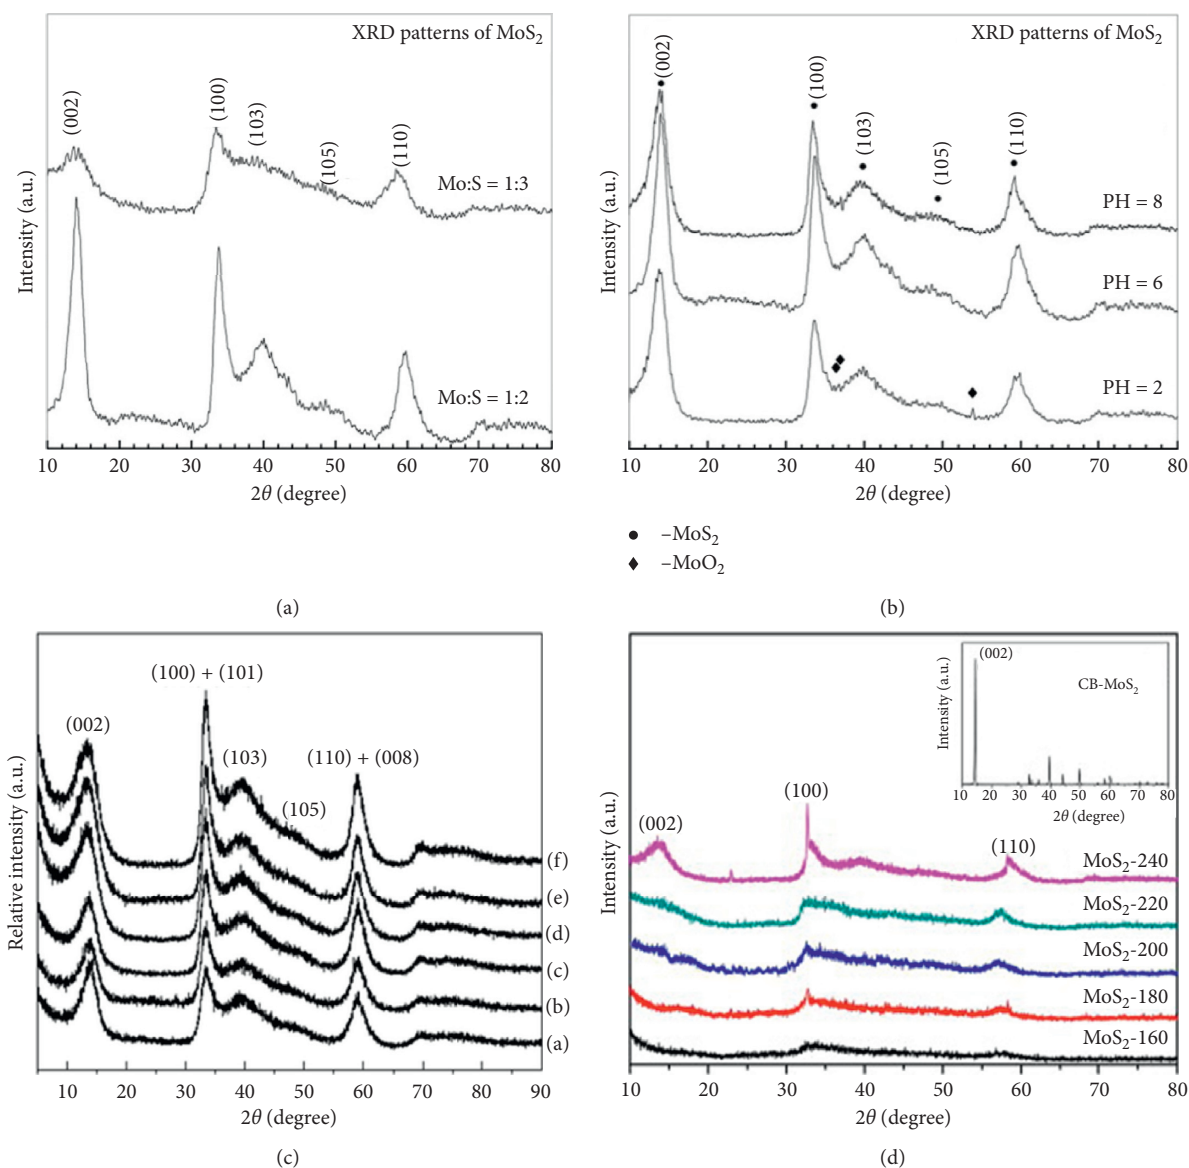 XRD patterns of MoS2
(002)
(100)
(103)
(105)
(110)
Mo:S = 1:3
Mo:S = 1:2
Intensity (a.u.)
10 20 30 40 50 60 70 80
2θ (degree)
(a)
XRD patterns of MoS2
(002)
(100)
(103)
(105)
(110)
PH = 8
PH = 6
PH = 2
Intensity (a.u.)
10 20 30 40 50 60 70 80
2θ (degree)
–MoS2
–MoO2
(b)
(100) + (101)
(002)
(103)
(110) + (008)
(105)
(f)
(e)
(d)
(c)
(b)
(a)
Relative intensity (a.u.)
10 20 30 40 50 60 70 80 90
2θ (degree)
(c)
(002)
CB-MoS2
Intensity (a.u.)
10 20 30 40 50 60 70 80
2θ (degree)
(100)
(002)
(110)
MoS2-240
MoS2-220
MoS2-200
MoS2-180
MoS2-160
Intensity (a.u.)
10 20 30 40 50 60 70 80
2θ (degree)
(d)